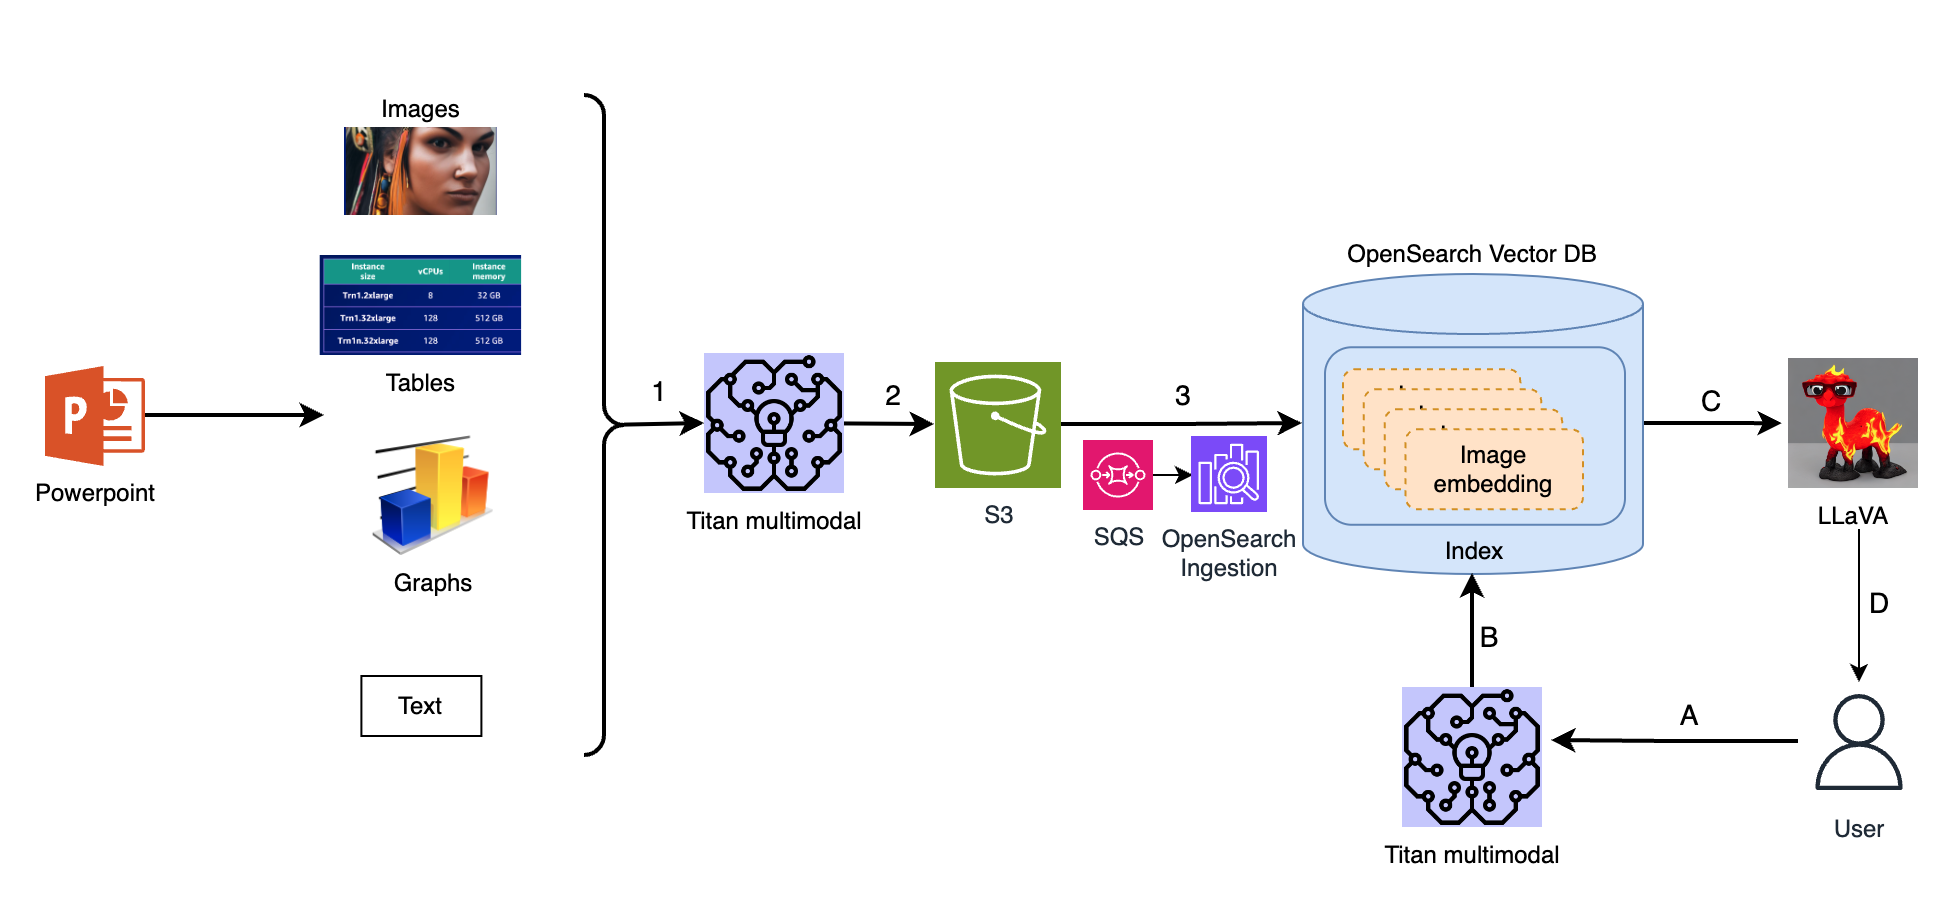 Images
Instance
size
vCPUs
Instance
memory
Trn1.2xlarge
8
32 GB
Trn1.32xlarge
128
512 GB
Trn1n.32xlarge
128
512 GB
Tables
P
Powerpoint
Graphs
Text
1
Titan multimodal
2
S3
3
SQS
OpenSearch
Ingestion
OpenSearch Vector DB
Image
embedding
Index
C
LLaVA
D
B
A
Titan multimodal
User